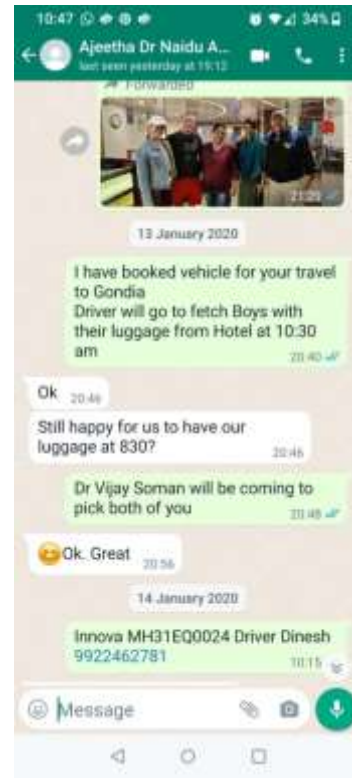 10:47
34%
Ajeetha Dr Naidu A...
last seen yesterday at 19:12
Forwarded
21:29
13 January 2020
I have booked vehicle for your travel
to Gondia
Driver will go to fetch Boys with
their luggage from Hotel at 10:30
am
20:40
Ok
20:46
Still happy for us to have our
luggage at 830?
20:46
Dr Vijay Soman will be coming to
pick both of you
20:48
Ok. Great
20:56
14 January 2020
Innova MH31EQ0024 Driver Dinesh
9922462781
10:15
Message